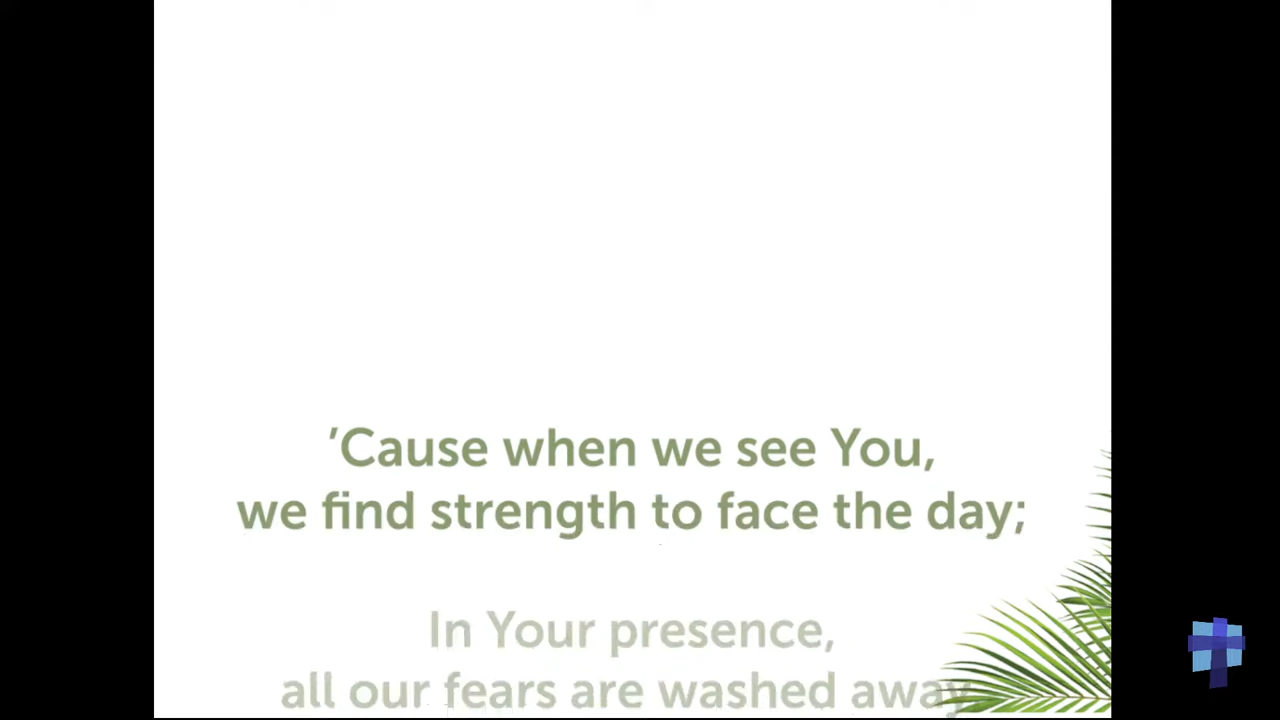 ’Cause when we see You,
we find strength to face the day;
In Your presence,
all our fears are washed away